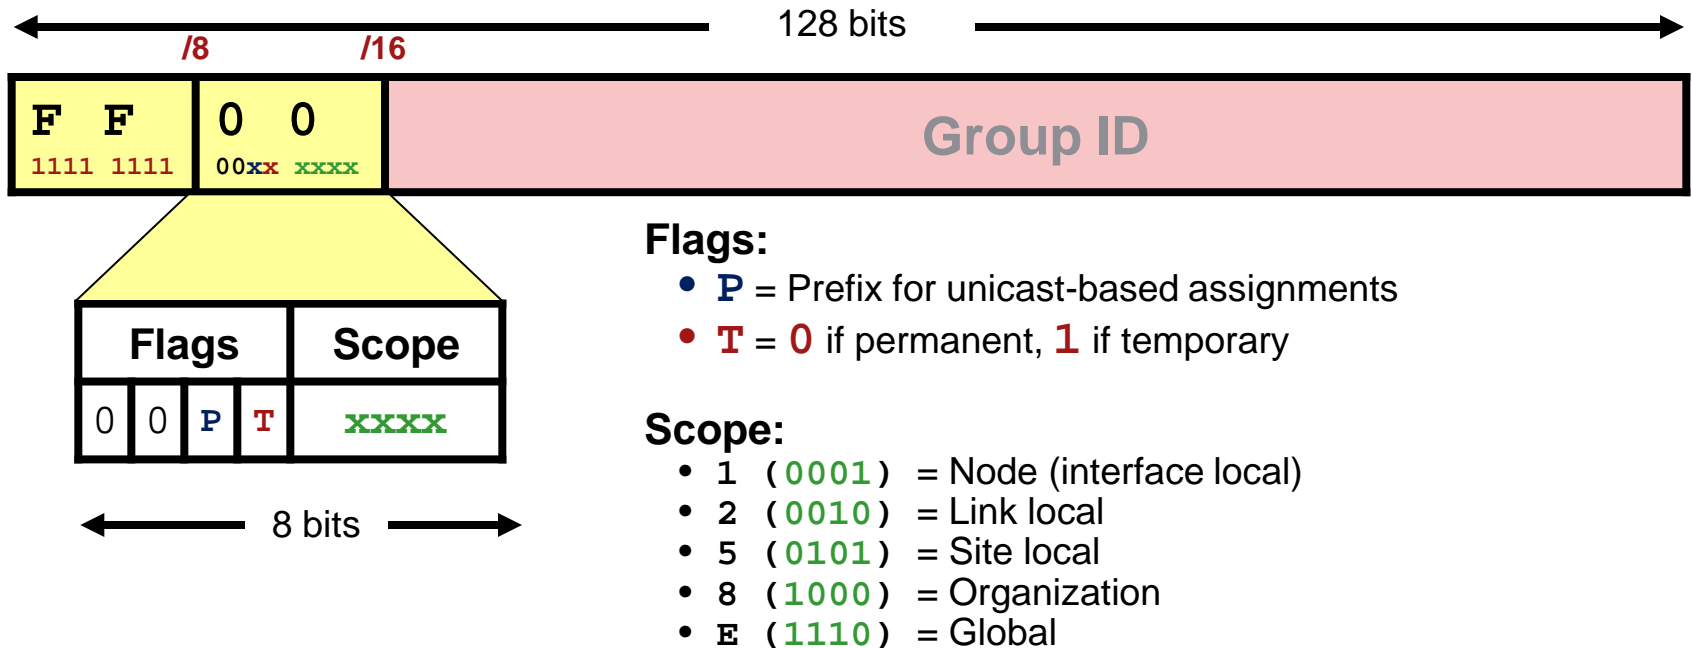 128 bits
/8 /16
F F 0 0 Group ID
1111 1111 00xx xxxx
Flags:
• P = Prefix for unicast-based assignments
• T = 0 if permanent, 1 if temporary
Flags Scope
0 0 P T xxxx
8 bits
Scope:
• 1 (0001) = Node (interface local)
• 2 (0010) = Link local
• 5 (0101) = Site local
• 8 (1000) = Organization
• E (1110) = Global